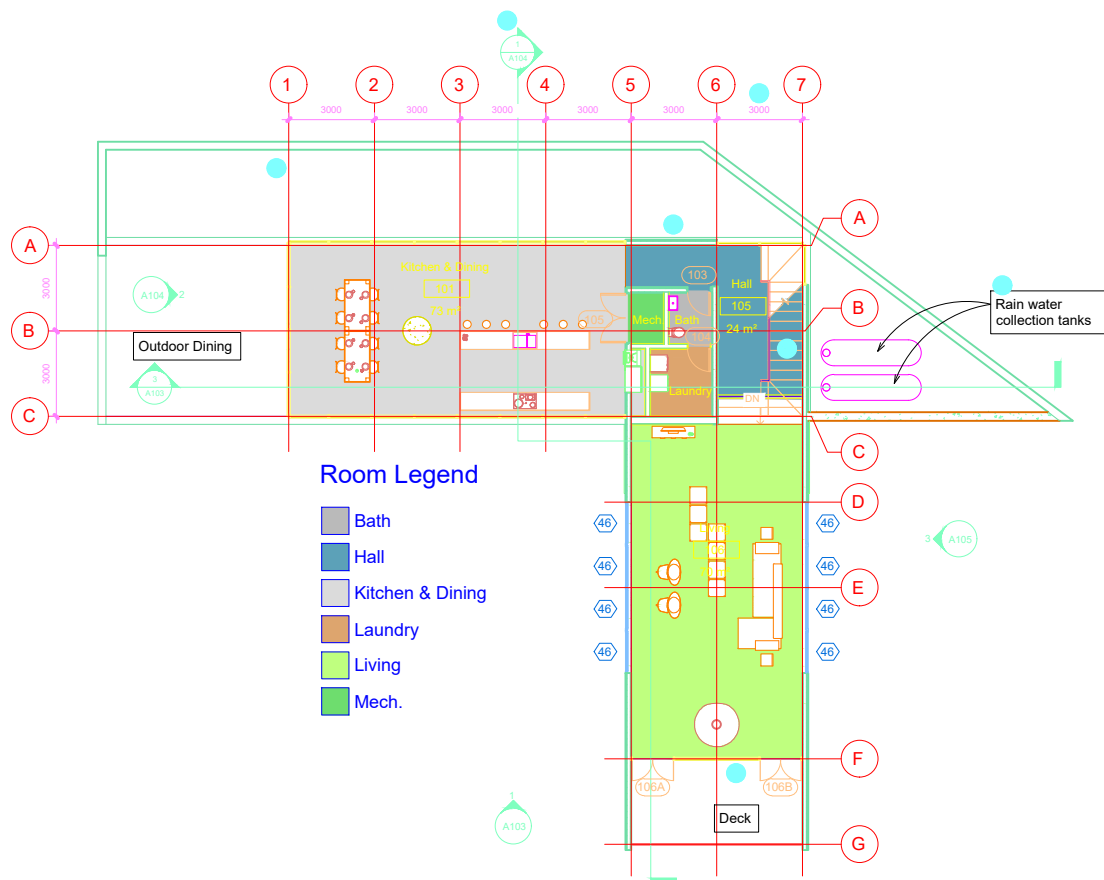 1
A104
1
2
3
4
5
6
7
3000
3000
3000
3000
3000
3000
A
A
3000
Kitchen & Dining
101
103
Hall
105
24 m²
A104
2
Rain water
collection tanks
B
B
105
Mech.
Bath
104
Outdoor Dining
3000
3
A103
Laundry
DN
C
C
Room Legend
Bath
Hall
Kitchen & Dining
Laundry
Living
Mech.
D
46
46
Living
3
A105
46
46
E
46
46
46
46
F
106A
106B
1
A103
Deck
G